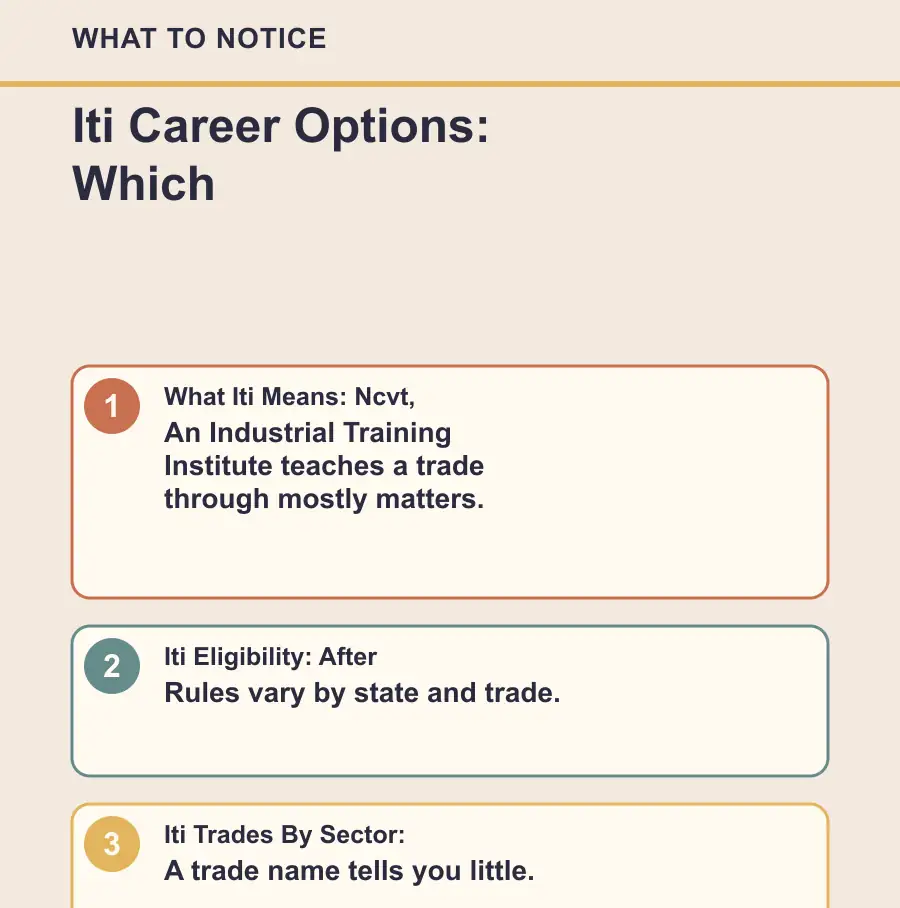 WHAT TO NOTICE
Iti Career Options:
Which
1
What Iti Means: Ncvt,
An Industrial Training
Institute teaches a trade
through mostly matters.
2
Iti Eligibility: After
Rules vary by state and trade.
3
Iti Trades By Sector:
A trade name tells you little.